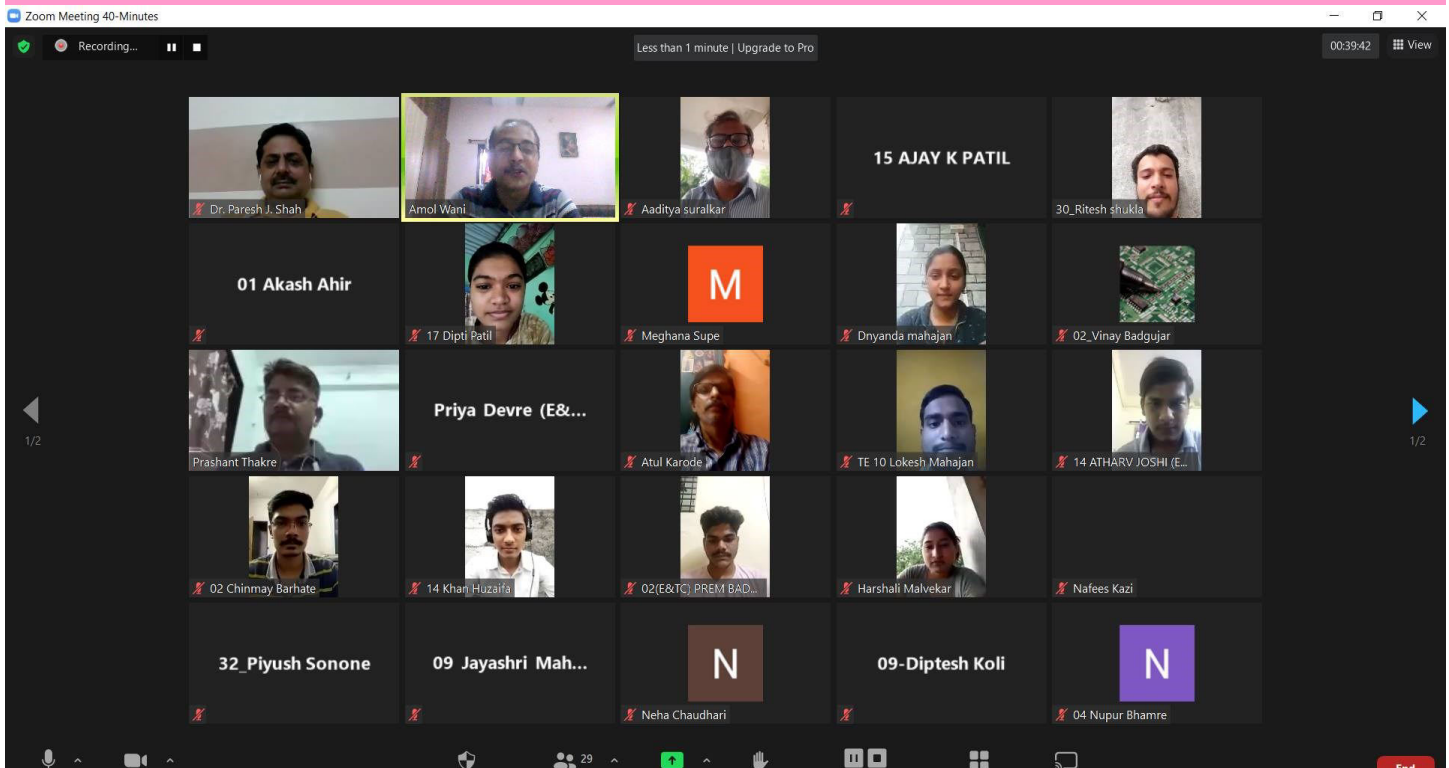 Zoom Meeting 40-Minutes
Recording...
Less than 1 minute | Upgrade to Pro
00:39:42
View
Dr. Paresh J. Shah
Amol Wani
Aaditya suralkar
15 AJAY K PATIL
30_Ritesh shukla
01 Akash Ahir
17 Dipti Patil
M
Meghana Supe
Dnyanda mahajan
02_Vinay Badgujar
1/2
Prashant Thakre
Priya Devre (E&...
Atul Karode
TE 10 Lokesh Mahajan
14 ATHARV JOSHI (E...
1/2
02 Chinmay Barhate
14 Khan Huzaifa
02(E&TC) PREM BAD...
Harshali Malvekar
Nafees Kazi
32_Piyush Sonone
09 Jayashri Mah...
N
Neha Chaudhari
09-Diptesh Koli
N
04 Nupur Bhamre
29
End